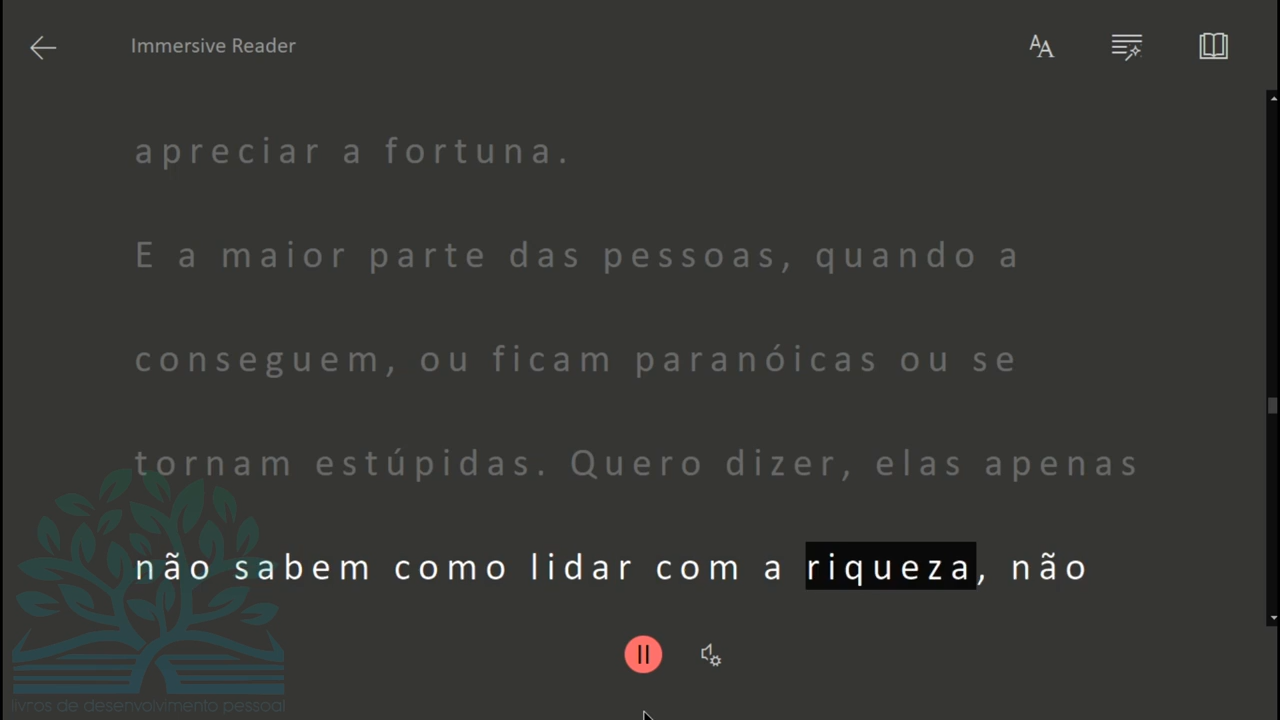 Immersive Reader
apreciar a fortuna.
E a maior parte das pessoas, quando a
conseguem, ou ficam paranóicas ou se
tornam estúpidas. Quero dizer, elas apenas
não sabem como lidar com a riqueza, não
livros de desenvolvimento pessoal